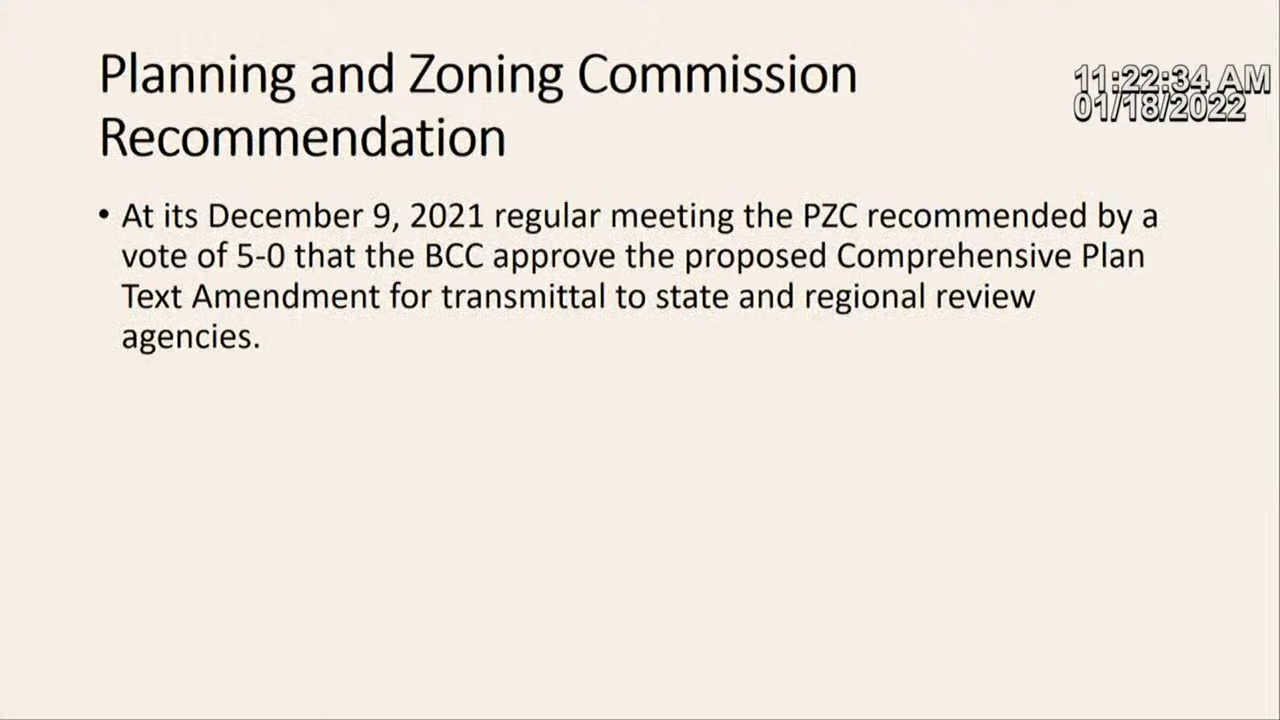 Planning and Zoning Commission
Recommendation
11:22:34 AM
01/18/2022
• At its December 9, 2021 regular meeting the PZC recommended by a
vote of 5-0 that the BCC approve the proposed Comprehensive Plan
Text Amendment for transmittal to state and regional review
agencies.